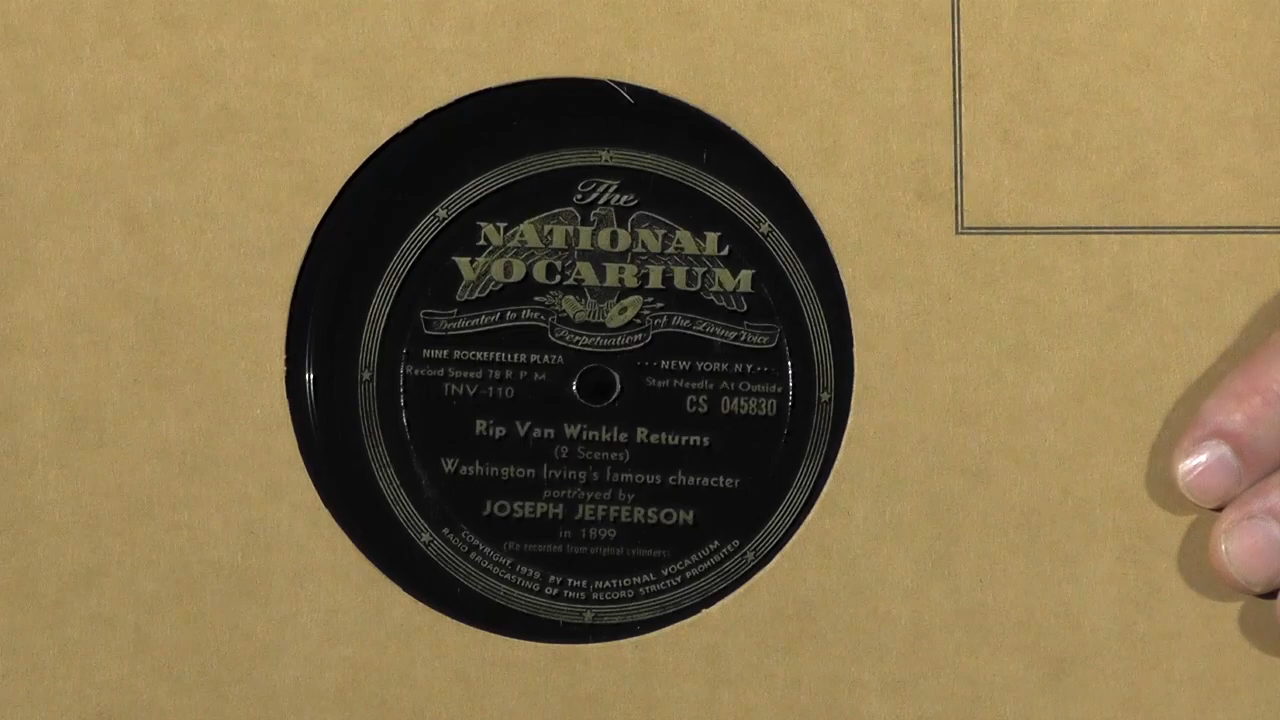 The
NATIONAL
VOCARIUM
Dedicated to the Perpetuation of the Living Voice
NINE ROCKEFELLER PLAZA
···NEW YORK N.Y.···
Record Speed 78 R P M
Start Needle At Outside
TNV-110
CS 045830
Rip Van Winkle Returns
(2 Scenes)
Washington Irving's famous character
portrayed by
JOSEPH JEFFERSON
in 1899
(Re recorded from original cylinders)
COPYRIGHT, 1939, BY THE NATIONAL VOCARIUM
RADIO BROADCASTING OF THIS RECORD STRICTLY PROHIBITED